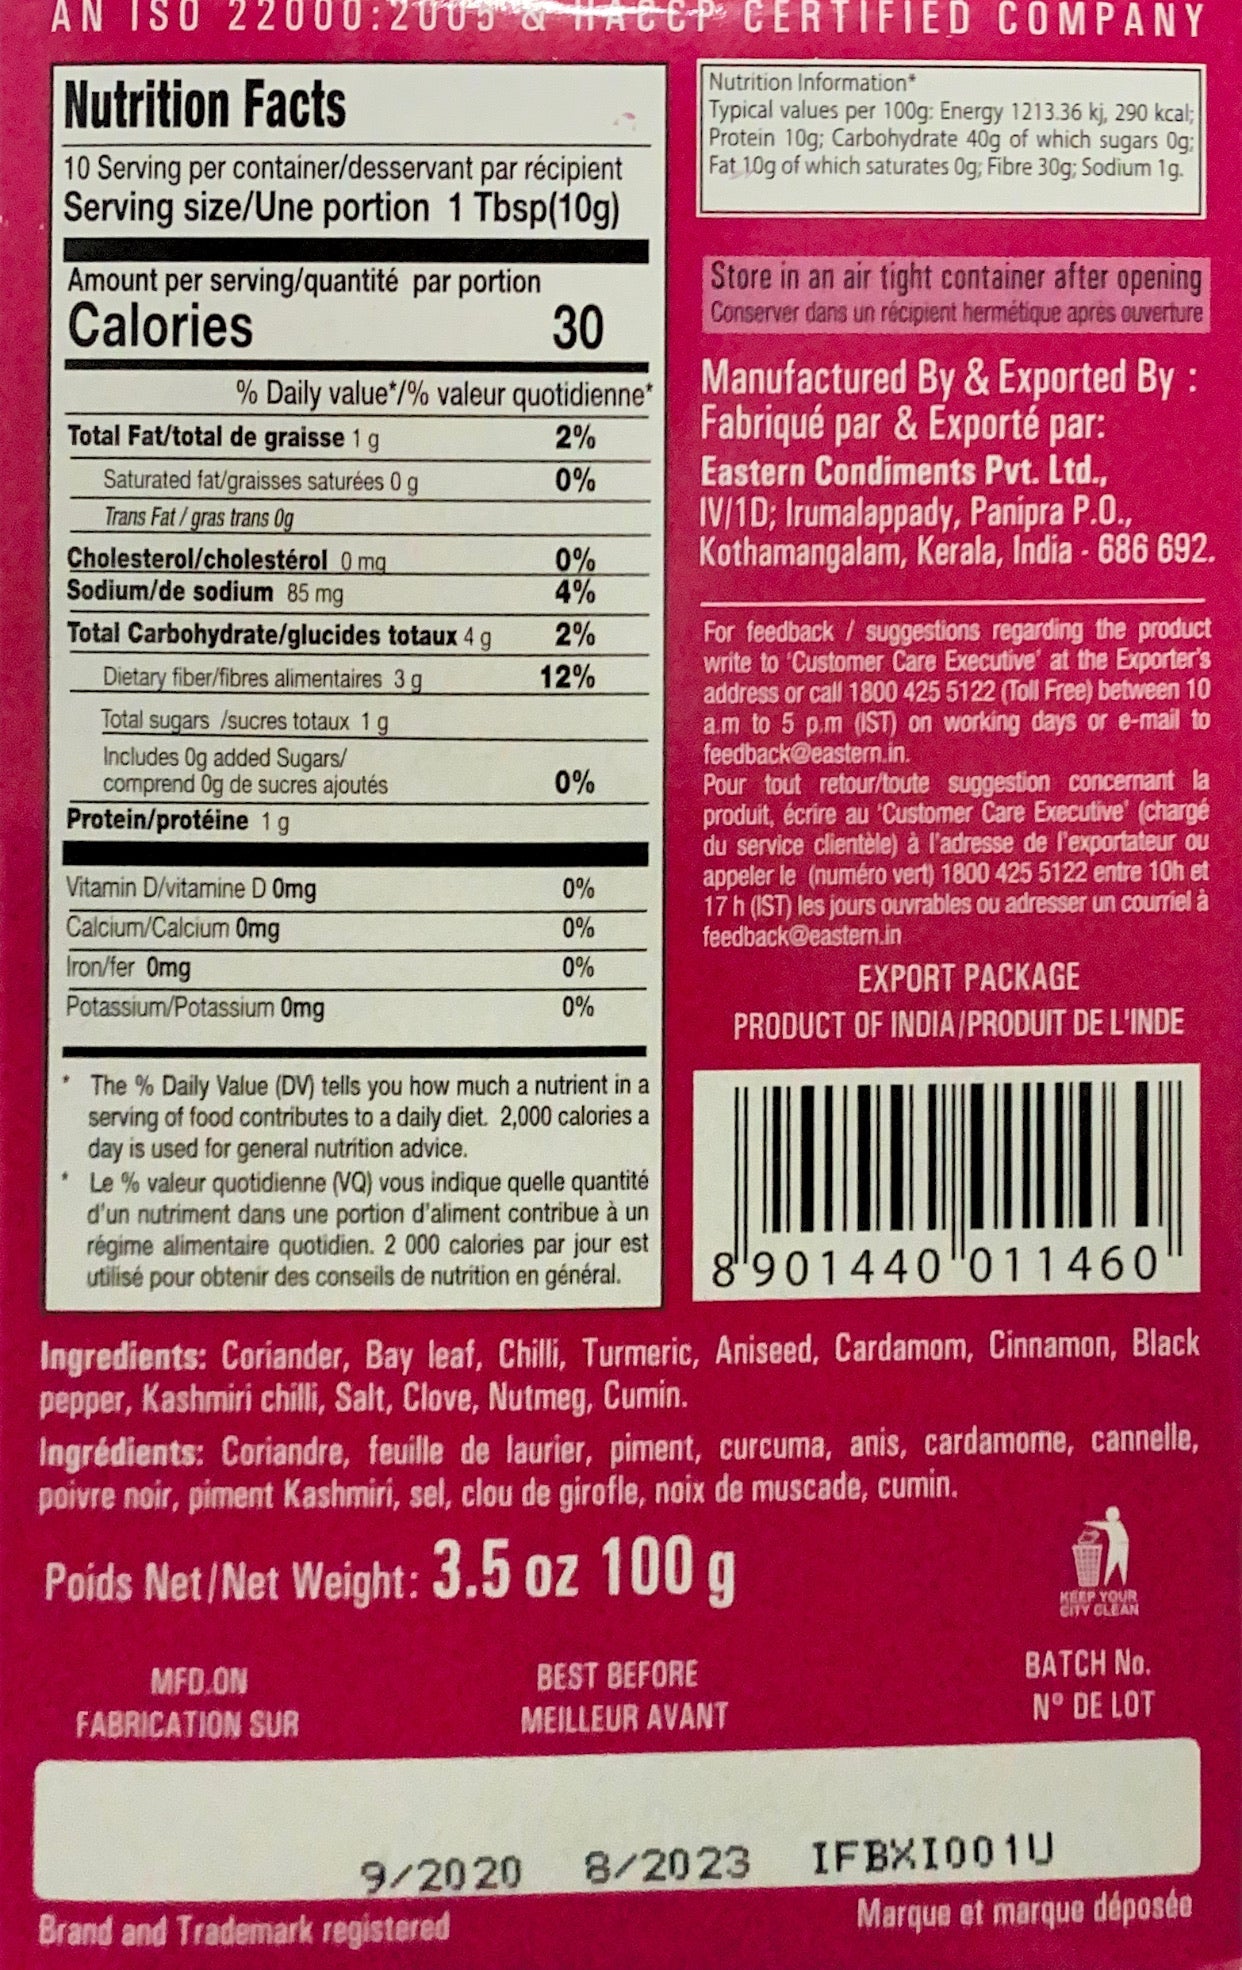 AN ISO 22000:2005 & HACCP CERTIFIED COMPANY
Nutrition Facts
10 Serving per container/desservant par récipient
Serving size/Une portion 1 Tbsp(10g)
Amount per serving/quantité par portion
Calories 30
% Daily value*/% valeur quotidienne*
Total Fat/total de graisse 1 g 2%
Saturated fat/graisses saturées 0 g 0%
Trans Fat / gras trans 0g
Cholesterol/cholestérol 0 mg 0%
Sodium/de sodium 85 mg 4%
Total Carbohydrate/glucides totaux 4 g 2%
Dietary fiber/fibres alimentaires 3 g 12%
Total sugars /sucres totaux 1 g
Includes 0g added Sugars/
comprend 0g de sucres ajoutés 0%
Protein/protéine 1 g
Vitamin D/vitamine D 0mg 0%
Calcium/Calcium 0mg 0%
Iron/fer 0mg 0%
Potassium/Potassium 0mg 0%
* The % Daily Value (DV) tells you how much a nutrient in a
serving of food contributes to a daily diet. 2,000 calories a
day is used for general nutrition advice.
* Le % valeur quotidienne (VQ) vous indique quelle quantité
d'un nutriment dans une portion d'aliment contribue à un
régime alimentaire quotidien. 2 000 calories par jour est
utilisé pour obtenir des conseils de nutrition en général.
Nutrition Information*
Typical values per 100g: Energy 1213.36 kj, 290 kcal;
Protein 10g; Carbohydrate 40g of which sugars 0g;
Fat 10g of which saturates 0g; Fibre 30g; Sodium 1g.
Store in an air tight container after opening
Conserver dans un récipient hermétique après ouverture
Manufactured By & Exported By :
Fabriqué par & Exporté par:
Eastern Condiments Pvt. Ltd.,
IV/1D; Irumalappady, Panipra P.O.,
Kothamangalam, Kerala, India - 686 692.
For feedback / suggestions regarding the product
write to 'Customer Care Executive' at the Exporter's
address or call 1800 425 5122 (Toll Free) between 10
a.m to 5 p.m (IST) on working days or e-mail to
feedback@eastern.in.
Pour tout retour/toute suggestion concernant la
produit, écrire au 'Customer Care Executive' (chargé
du service clientèle) à l'adresse de l'exportateur ou
appeler le (numéro vert) 1800 425 5122 entre 10h et
17 h (IST) les jours ouvrables ou adresser un courriel à
feedback@eastern.in
EXPORT PACKAGE
PRODUCT OF INDIA/PRODUIT DE L'INDE
8 901440 011460
Ingredients: Coriander, Bay leaf, Chilli, Turmeric, Aniseed, Cardamom, Cinnamon, Black
pepper, Kashmiri chilli, Salt, Clove, Nutmeg, Cumin.
Ingrédients: Coriandre, feuille de laurier, piment, curcuma, anis, cardamome, cannelle,
poivre noir, piment Kashmiri, sel, clou de girofle, noix de muscade, cumin.
Poids Net/Net Weight: 3.5 oz 100 g
KEEP YOUR
CITY CLEAN
MFD.ON
FABRICATION SUR
BEST BEFORE
MEILLEUR AVANT
BATCH No.
Nº DE LOT
9/2020 8/2023 IFBXI001U
Brand and Trademark registered
Marque et marque déposée